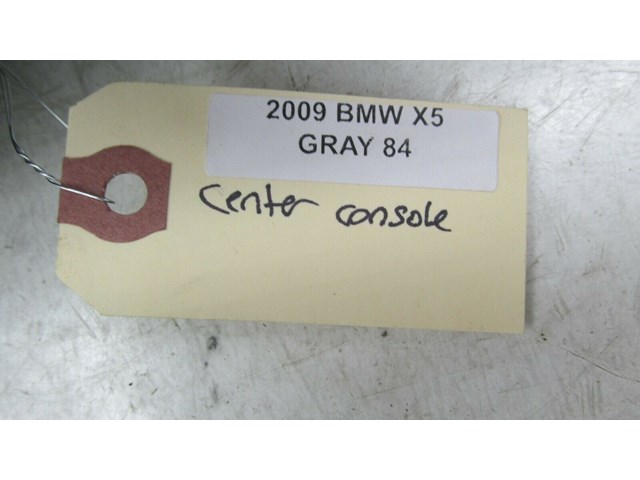 2009 BMW X5
GRAY 84
Center console